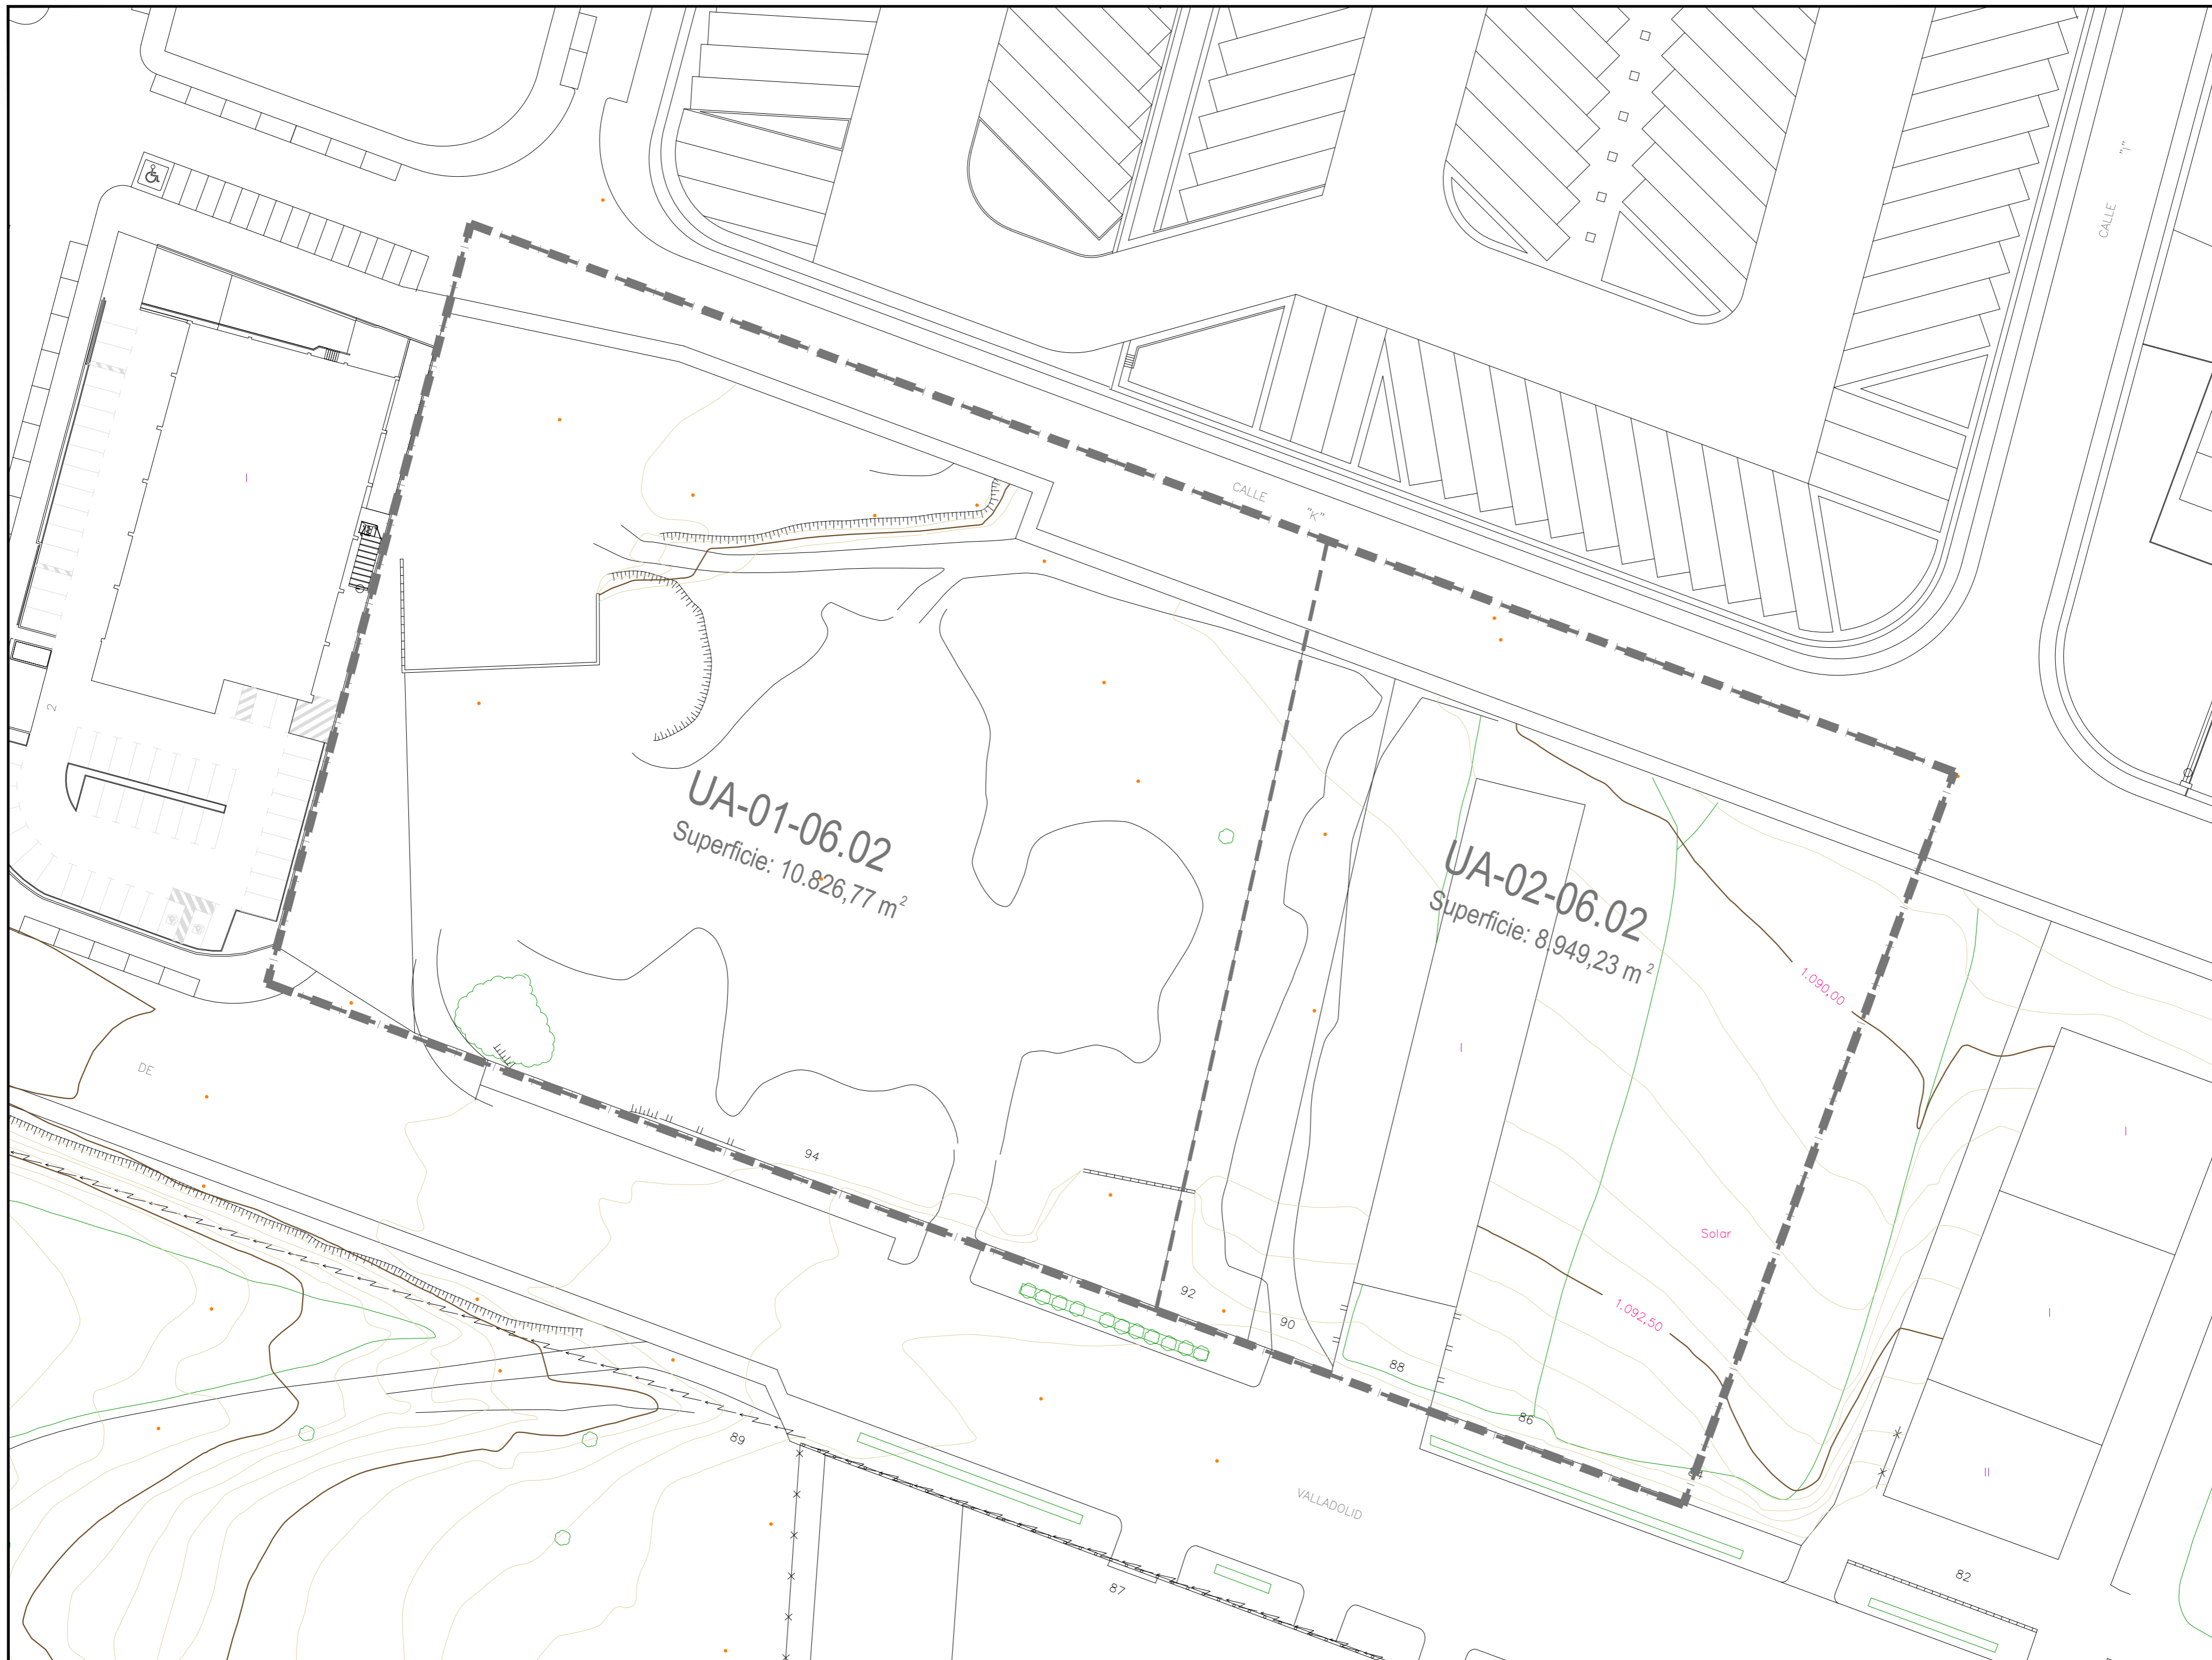 CALLE
"I"
I
CALLE
"K"
2
UA-01-06.02
Superficie: 10.826,77 m²
UA-02-06.02
Superficie: 8.949,23 m²
1.090,00
I
DE
94
I
I
Solar
92
90
1.092,50
88
86
84
II
89
VALLADOLID
87
82